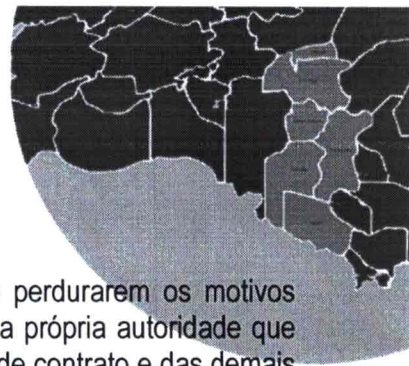 perdurarem os motivos
a própria autoridade que
de contrato e das demais